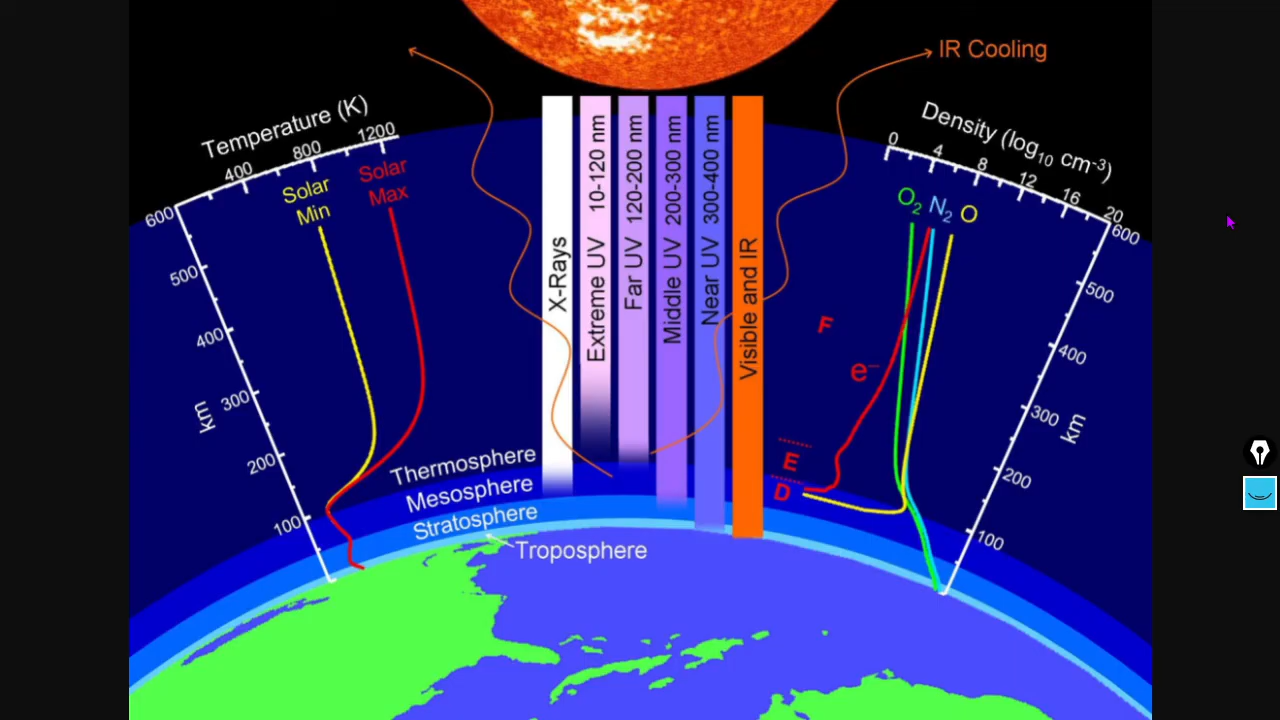 IR Cooling
Temperature (K)
400
800
1200
Solar
Min
Solar
Max
600
500
400
300
200
100
km
X-Rays
Extreme UV 10-120 nm
Far UV 120-200 nm
Middle UV 200-300 nm
Near UV 300-400 nm
Visible and IR
Density (log₁₀ cm⁻³)
0
4
8
12
16
20
O₂ N₂ O
F
e⁻
E
D
600
500
400
300
200
100
km
Thermosphere
Mesosphere
Stratosphere
Troposphere